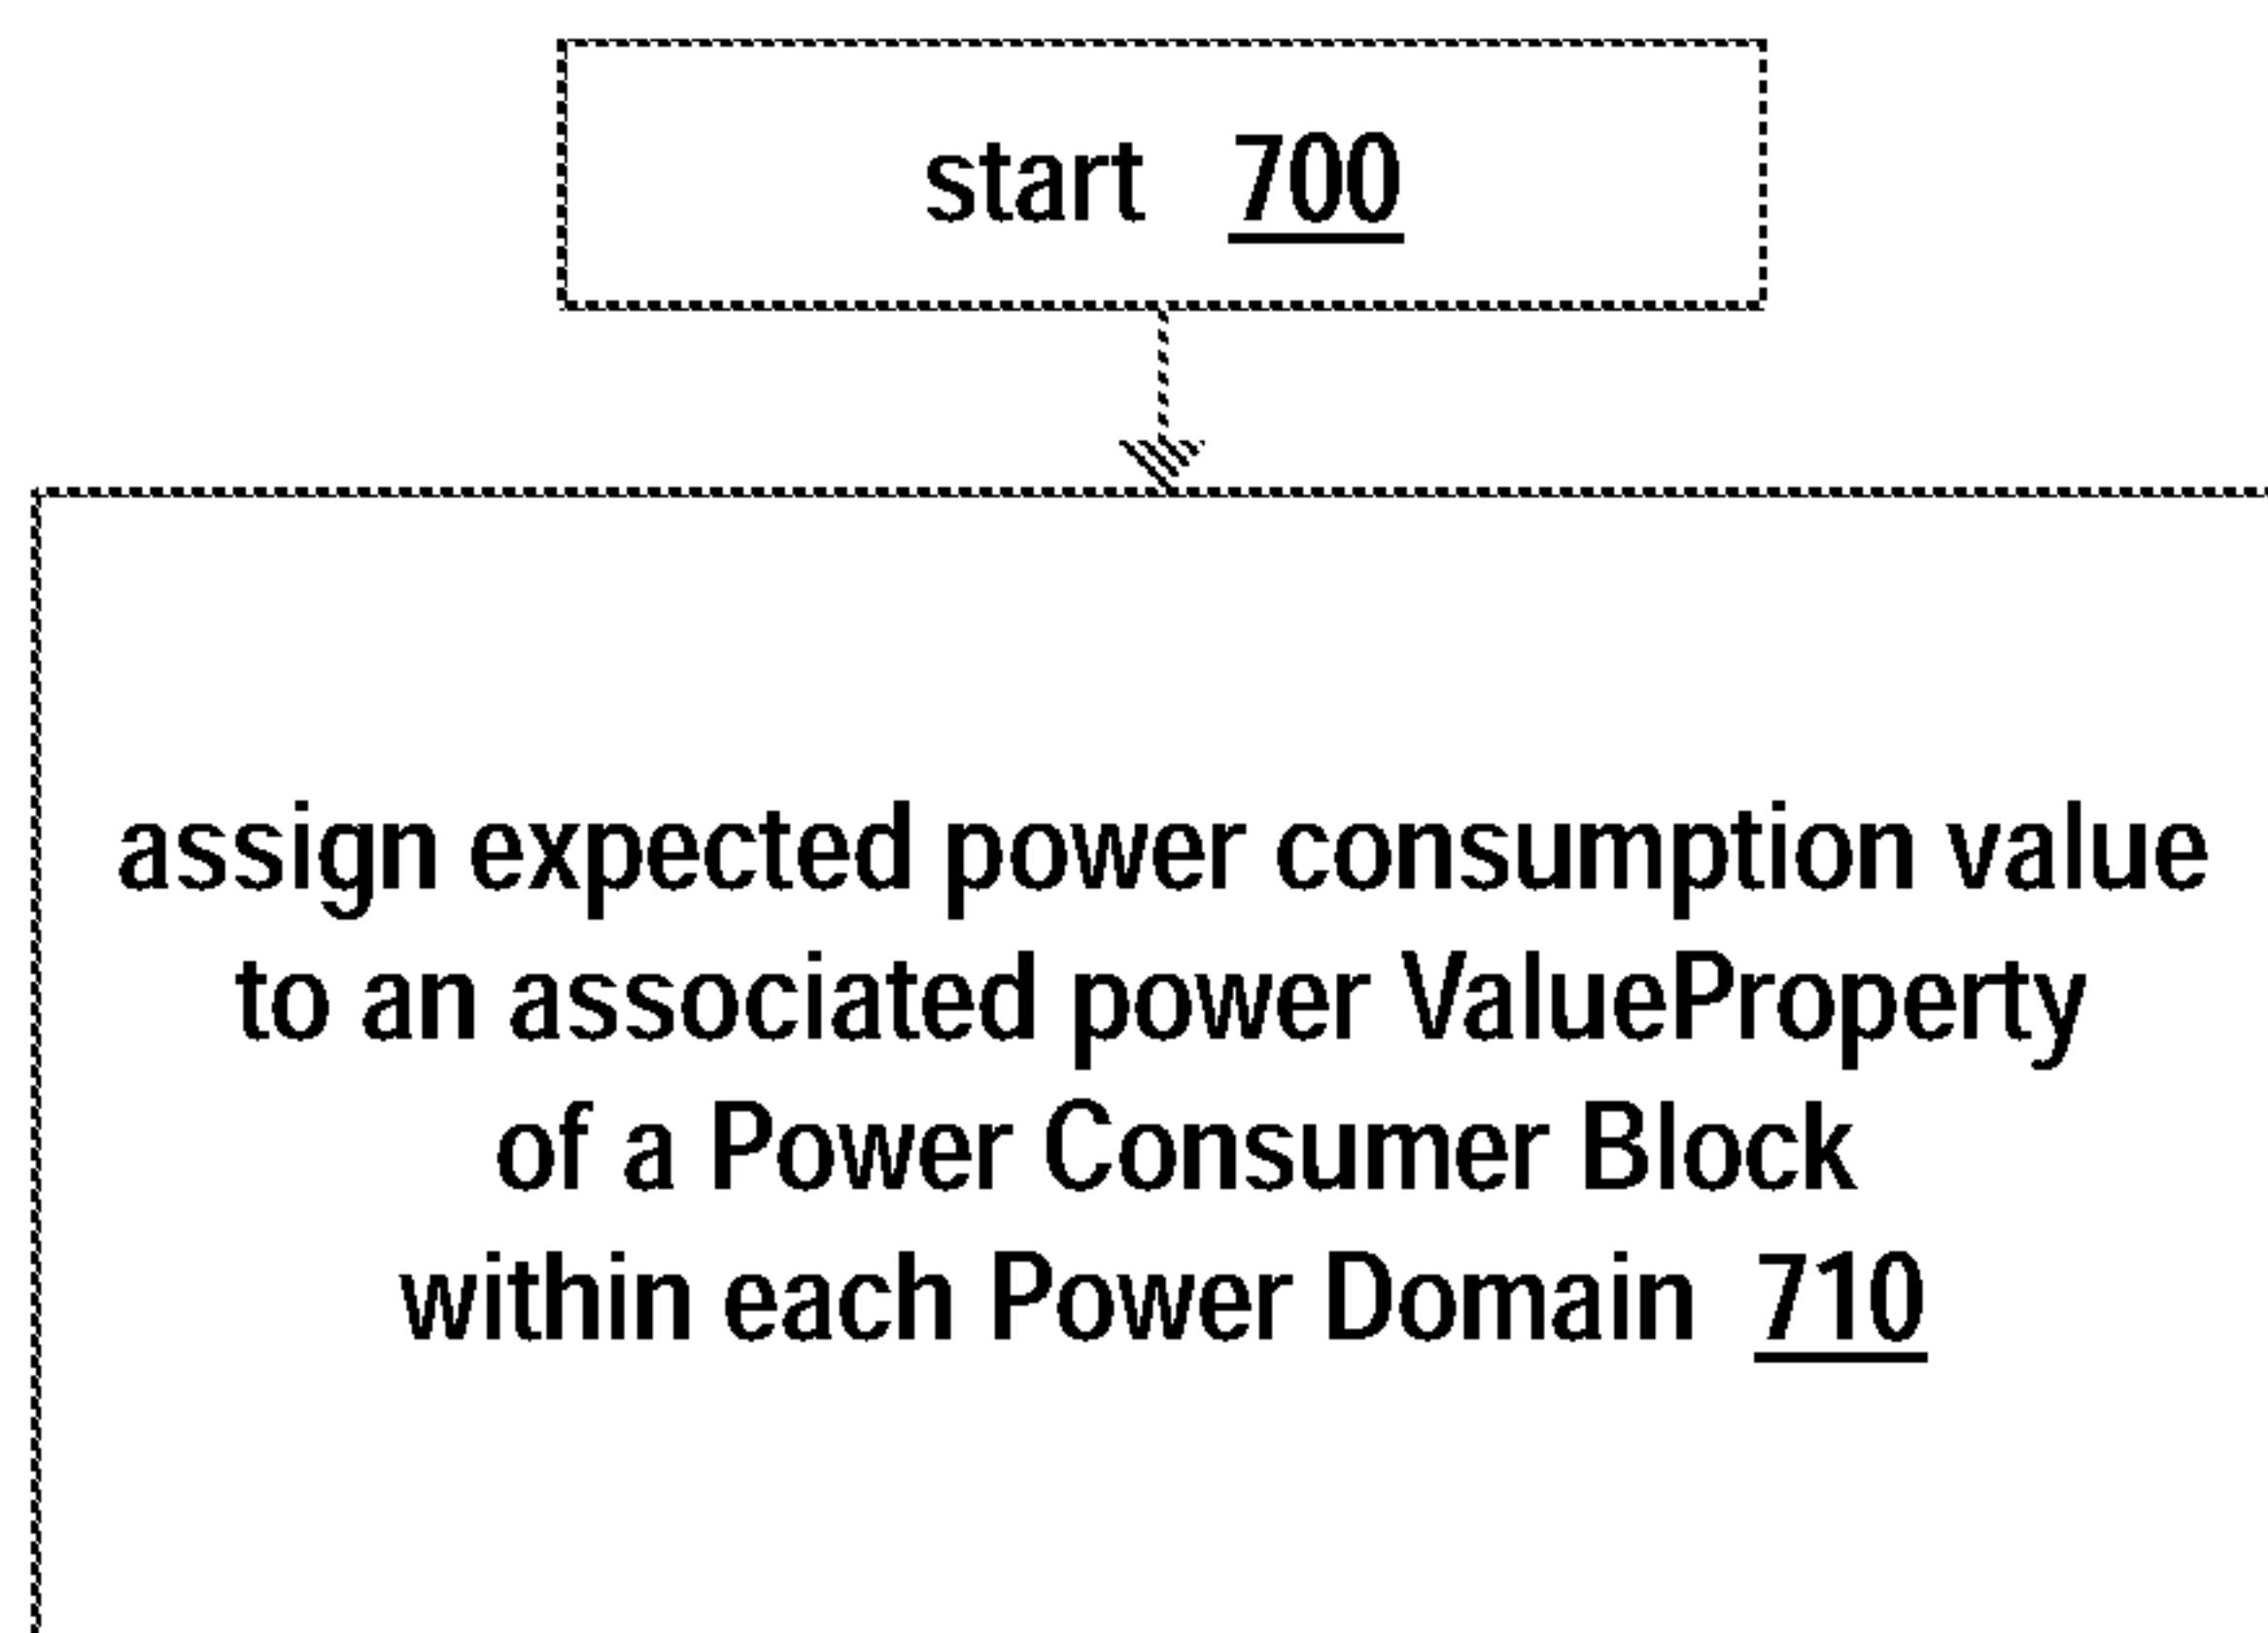 start 700
assign expected power consumption value
to an associated power ValueProperty
of a Power Consumer Block
within each Power Domain 710